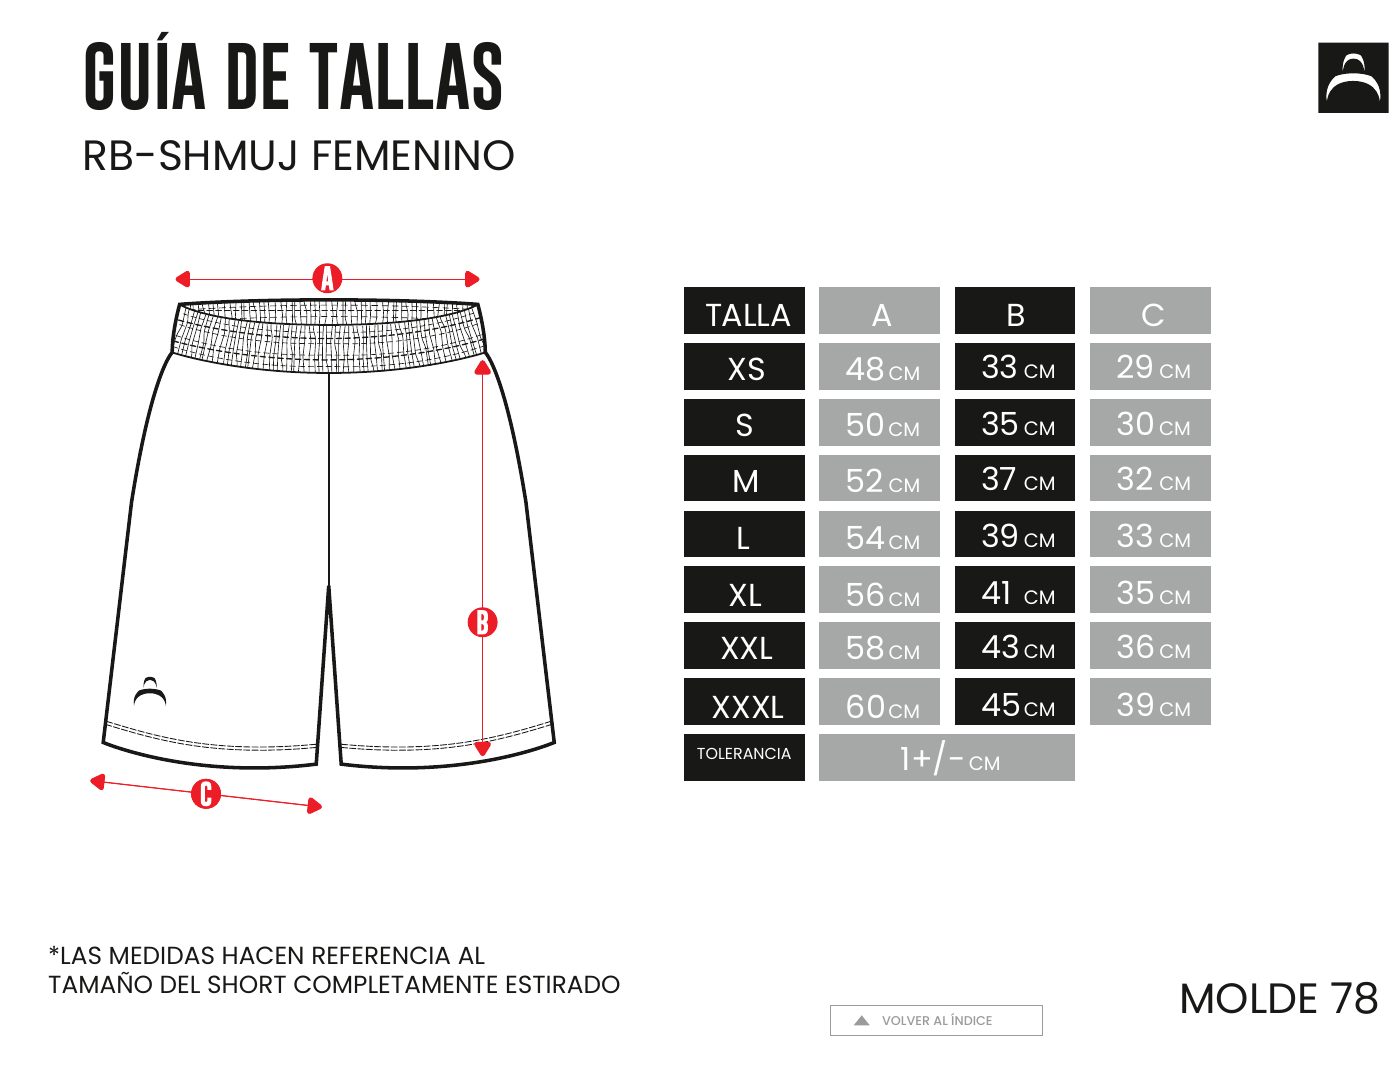 GUÍA DE TALLAS
RB-SHMUJ FEMENINO
A
B
C
TALLA A B C
XS 48 CM 33 CM 29 CM
S 50 CM 35 CM 30 CM
M 52 CM 37 CM 32 CM
L 54 CM 39 CM 33 CM
XL 56 CM 41 CM 35 CM
XXL 58 CM 43 CM 36 CM
XXXL 60 CM 45 CM 39 CM
TOLERANCIA 1+/- CM
*LAS MEDIDAS HACEN REFERENCIA AL
TAMAÑO DEL SHORT COMPLETAMENTE ESTIRADO
VOLVER AL ÍNDICE
MOLDE 78